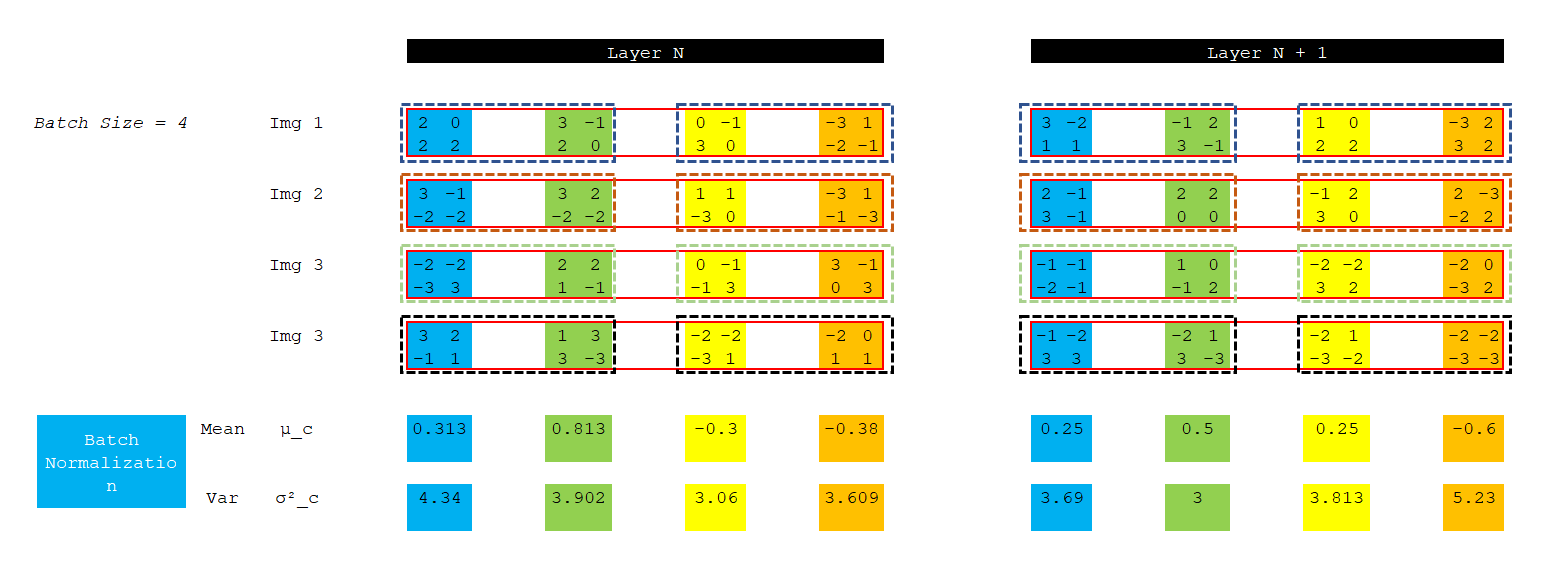 Layer N Layer N + 1
Batch Size = 4 Img 1 2 0 3 -1 0 -1 -3 1 3 -2 -1 2 1 0 -3 2
2 2 2 0 3 0 -2 -1 1 1 3 -1 2 2 3 2
Img 2 3 -1 3 2 1 1 -3 1 2 -1 2 2 -1 2 2 -3
-2 -2 -2 -2 -3 0 -1 -3 3 -1 0 0 3 0 -2 2
Img 3 -2 -2 2 2 0 -1 3 -1 -1 -1 1 0 -2 -2 -2 0
-3 3 1 -1 -1 3 0 3 -2 -1 -1 2 3 2 -3 2
Img 3 3 2 1 3 -2 -2 -2 0 -1 -2 -2 1 -2 1 -2 -2
-1 1 3 -3 -3 1 1 1 3 3 3 -3 -3 -2 -3 -3
Batch
Normalizatio
n
Mean μ_c 0.313 0.813 -0.3 -0.38 0.25 0.5 0.25 -0.6
Var σ²_c 4.34 3.902 3.06 3.609 3.69 3 3.813 5.23